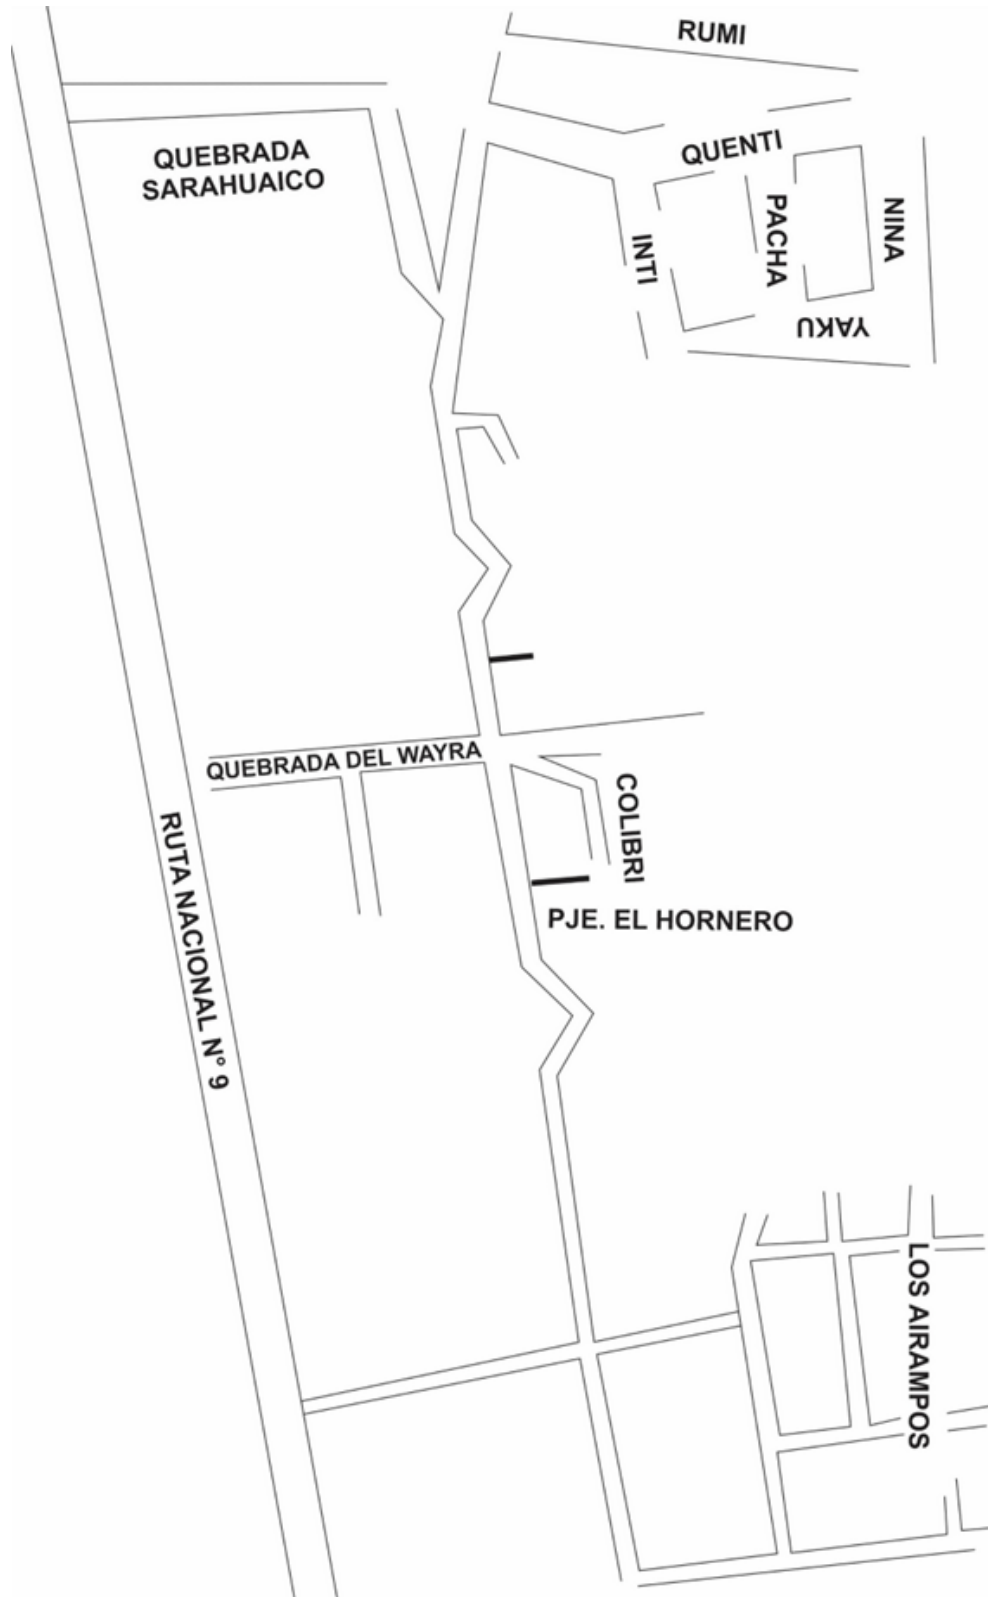 RUMI
QUEBRADA
SARAHUAICO
QUENTI
INTI
PACHA
NINA
YAKU
QUEBRADA DEL WAYRA
COLIBRI
RUTA NACIONAL N° 9
PJE. EL HORNERO
LOS AIRAMPOS